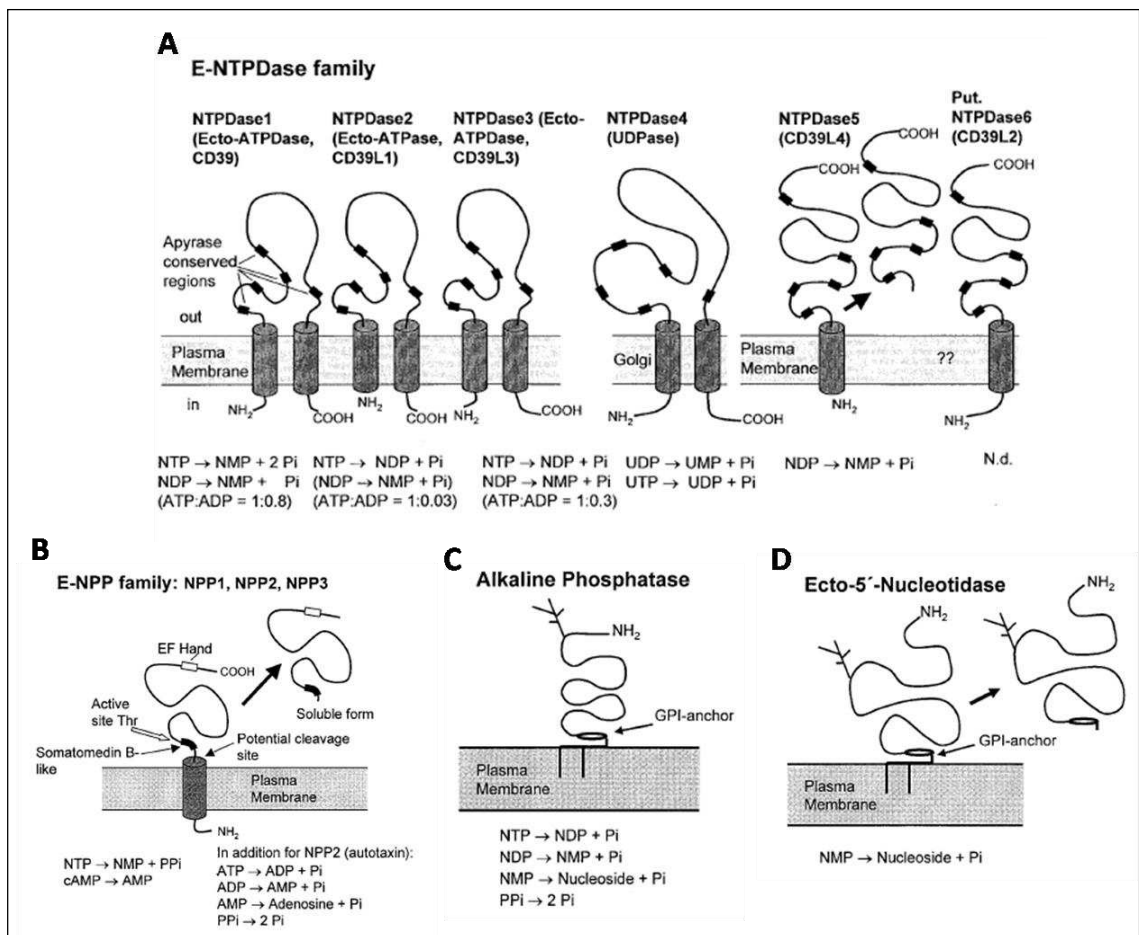 A
E-NTPDase family
NTPDase1
(Ecto-ATPDase,
CD39)
NTPDase2
(Ecto-ATPase,
CD39L1)
NTPDase3 (Ecto-
ATPDase,
CD39L3)
NTPDase4
(UDPase)
NTPDase5
(CD39L4)
Put.
NTPDase6
(CD39L2)
COOH
COOH
COOH
Apyrase
conserved
regions
out
Plasma
Membrane
in
NH2
COOH
NH2
COOH
NH2
COOH
Golgi
NH2
COOH
Plasma
Membrane
NH2
??
NH2
NTP → NMP + 2 Pi
NDP → NMP + Pi
(ATP:ADP = 1:0.8)
NTP → NDP + Pi
(NDP → NMP + Pi)
(ATP:ADP = 1:0.03)
NTP → NDP + Pi
NDP → NMP + Pi
(ATP:ADP = 1:0.3)
UDP → UMP + Pi
UTP → UDP + Pi
NDP → NMP + Pi
N.d.
B
E-NPP family: NPP1, NPP2, NPP3
EF Hand
COOH
Active
site Thr
Soluble form
Somatomedin B-
like
Potential cleavage
site
Plasma
Membrane
NH2
NTP → NMP + PPi
cAMP → AMP
In addition for NPP2 (autotaxin):
ATP → ADP + Pi
ADP → AMP + Pi
AMP → Adenosine + Pi
PPi → 2 Pi
C
Alkaline Phosphatase
NH2
GPI-anchor
Plasma
Membrane
NTP → NDP + Pi
NDP → NMP + Pi
NMP → Nucleoside + Pi
PPi → 2 Pi
D
Ecto-5´-Nucleotidase
NH2
NH2
GPI-anchor
Plasma
Membrane
NMP → Nucleoside + Pi